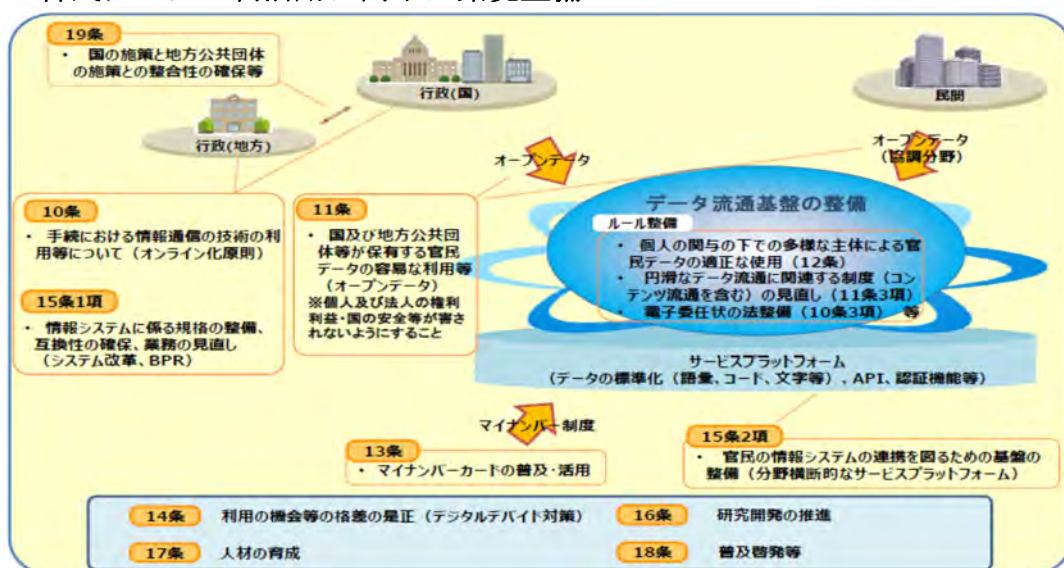 19条
・ 国の施策と地方公共団体
の施策との整合性の確保等
行政(国)
行政(地方)
民間
オープンデータ
オープンデータ
(協調分野)
10条
・ 手続における情報通信の技術の利
用等について（オンライン化原則）
15条1項
・ 情報システムに係る規格の整備、
互換性の確保、業務の見直し
（システム改革、BPR）
11条
・ 国及び地方公共団
体等が保有する官民
データの容易な利用等
（オープンデータ）
※個人及び法人の権利
利益・国の安全等が害さ
れないようにすること
データ流通基盤の整備
ルール整備
・ 個人の関与の下での多様な主体による官
民データの適正な使用（12条）
・ 円滑なデータ流通に関連する制度（コン
テンツ流通を含む）の見直し（11条3項）
・ 電子委任状の法整備（10条3項） 等
サービスプラットフォーム
（データの標準化（語彙、コード、文字等）、API、認証機能等）
マイナンバー制度
13条
・ マイナンバーカードの普及・活用
15条2項
・ 官民の情報システムの連携を図るための基盤の
整備（分野横断的なサービスプラットフォーム）
14条 利用の機会等の格差の是正（デジタルデバイド対策）
16条 研究開発の推進
17条 人材の育成
18条 普及啓発等